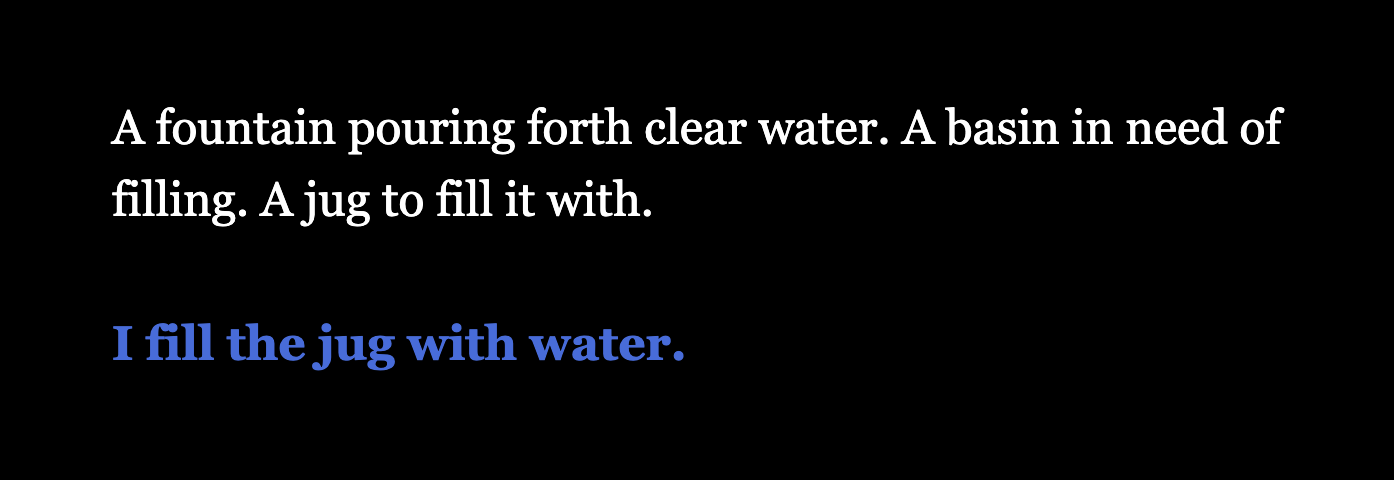 A fountain pouring forth clear water. A basin in need of
filling. A jug to fill it with.
I fill the jug with water.